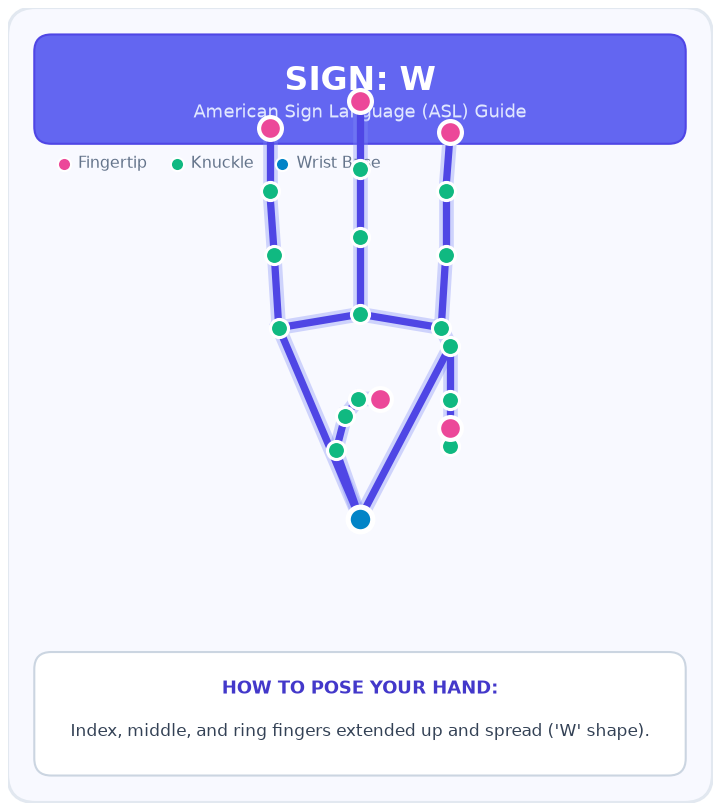 SIGN: W
American Sign Language (ASL) Guide
Fingertip Knuckle Wrist Base
HOW TO POSE YOUR HAND:
Index, middle, and ring fingers extended up and spread ('W' shape).